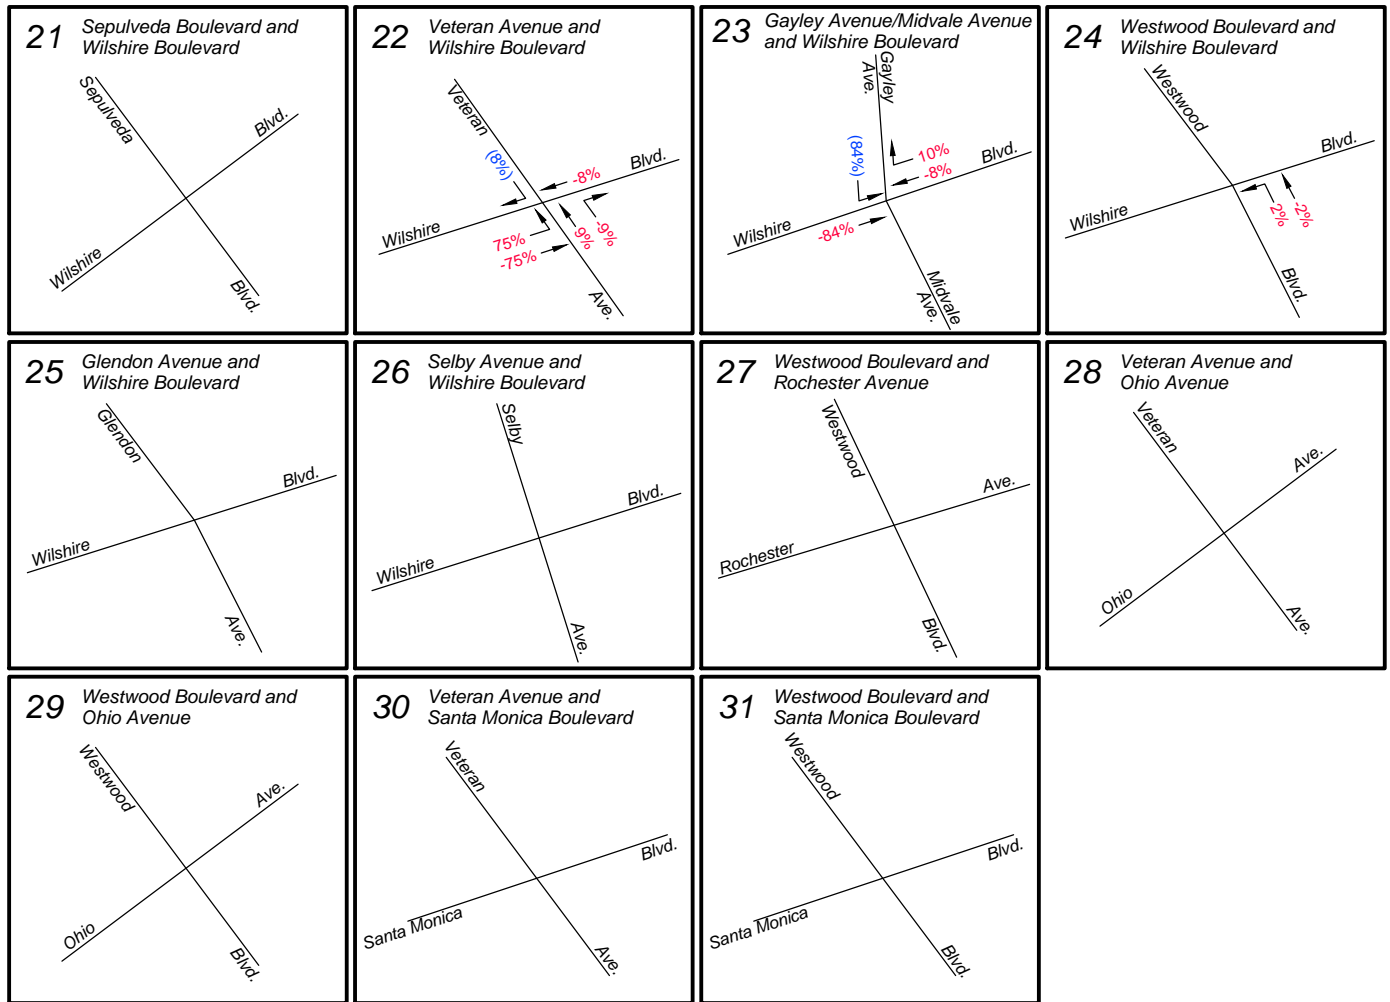 21 Sepulveda Boulevard and
Wilshire Boulevard
Sepulveda
Blvd.
Wilshire
Blvd.
22 Veteran Avenue and
Wilshire Boulevard
Veteran
(8%)
-8%
Blvd.
Wilshire
75%
-75%
9%
-9%
Ave.
23 Gayley Avenue/Midvale Avenue
and Wilshire Boulevard
Gayley
Ave.
(84%)
10%
-8%
Blvd.
Wilshire
-84%
Midvale
Ave.
24 Westwood Boulevard and
Wilshire Boulevard
Westwood
Blvd.
Wilshire
2%
-2%
Blvd.
25 Glendon Avenue and
Wilshire Boulevard
Glendon
Blvd.
Wilshire
Ave.
26 Selby Avenue and
Wilshire Boulevard
Selby
Blvd.
Wilshire
Ave.
27 Westwood Boulevard and
Rochester Avenue
Westwood
Ave.
Rochester
Blvd.
28 Veteran Avenue and
Ohio Avenue
Veteran
Ave.
Ohio
Ave.
29 Westwood Boulevard and
Ohio Avenue
Westwood
Ave.
Ohio
Blvd.
30 Veteran Avenue and
Santa Monica Boulevard
Veteran
Blvd.
Santa Monica
Ave.
31 Westwood Boulevard and
Santa Monica Boulevard
Westwood
Blvd.
Santa Monica
Blvd.